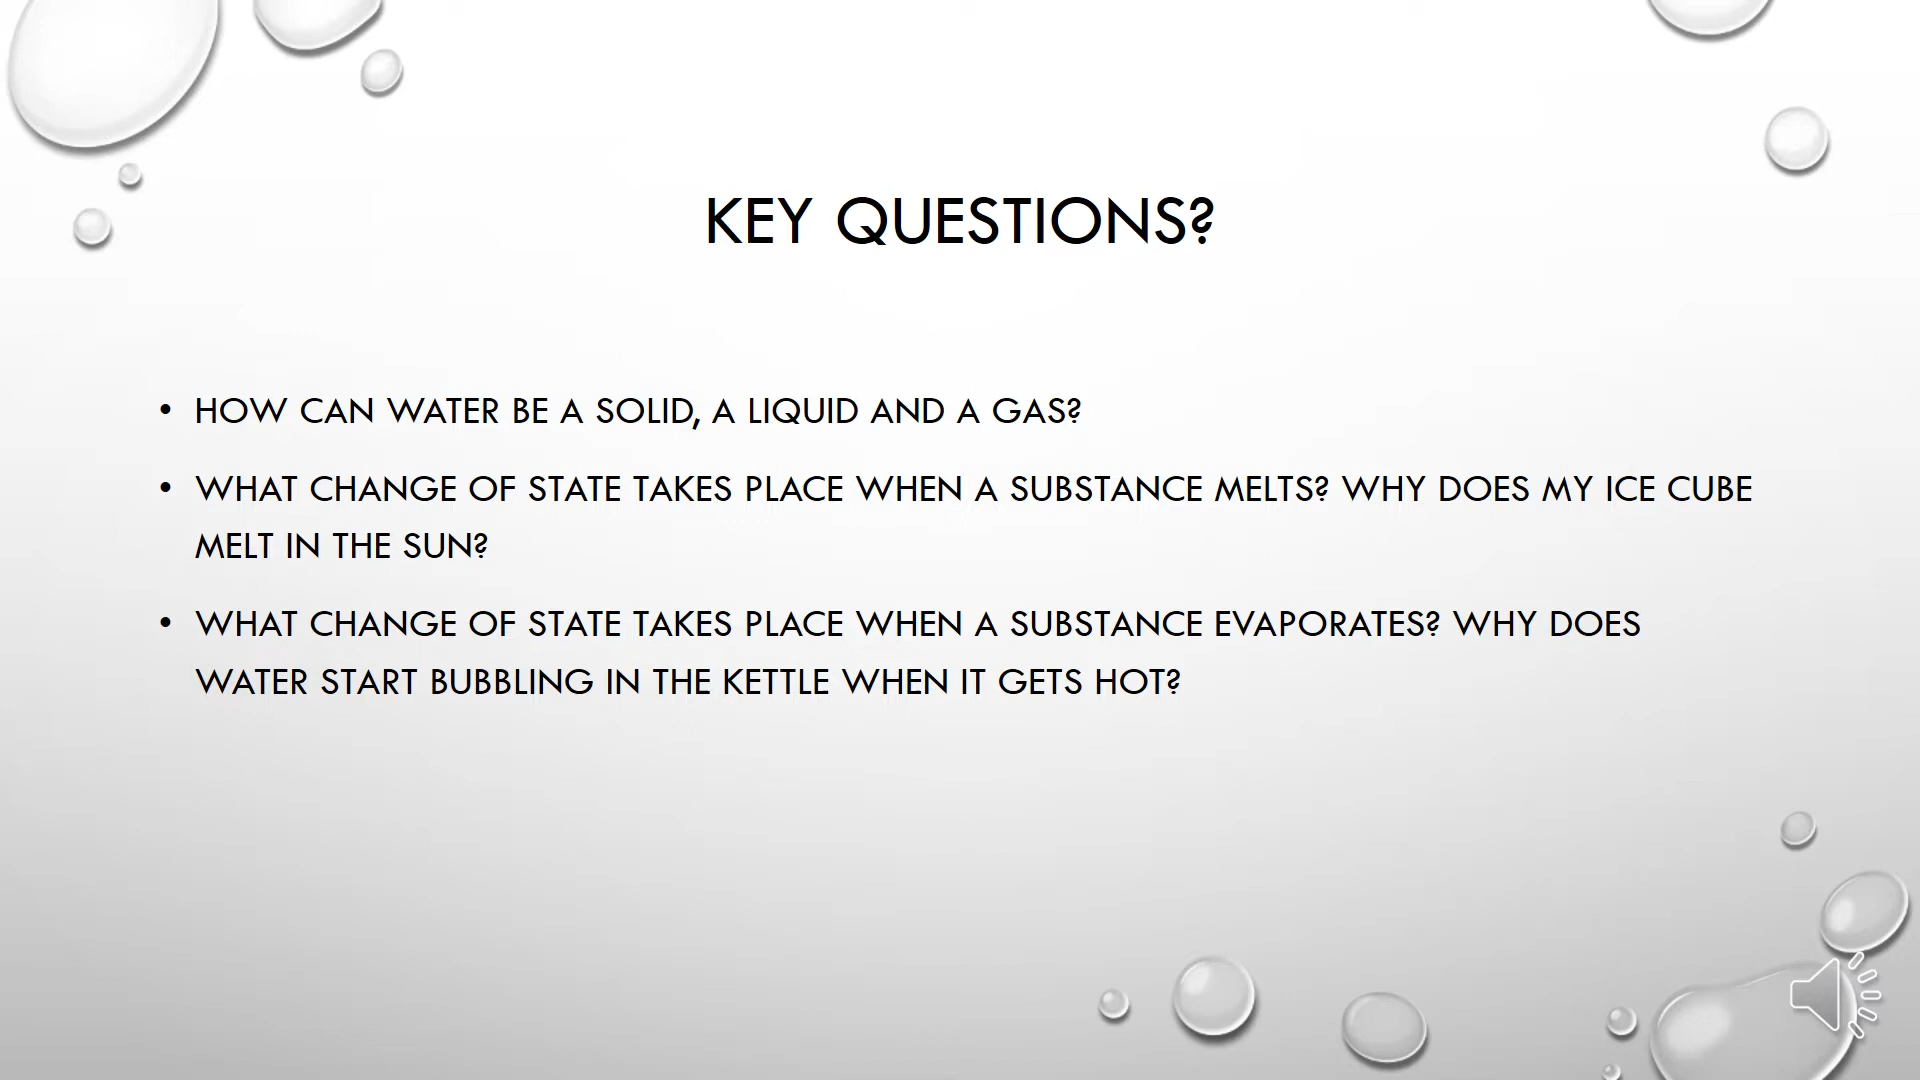 KEY QUESTIONS?
• HOW CAN WATER BE A SOLID, A LIQUID AND A GAS?
• WHAT CHANGE OF STATE TAKES PLACE WHEN A SUBSTANCE MELTS? WHY DOES MY ICE CUBE
MELT IN THE SUN?
• WHAT CHANGE OF STATE TAKES PLACE WHEN A SUBSTANCE EVAPORATES? WHY DOES
WATER START BUBBLING IN THE KETTLE WHEN IT GETS HOT?